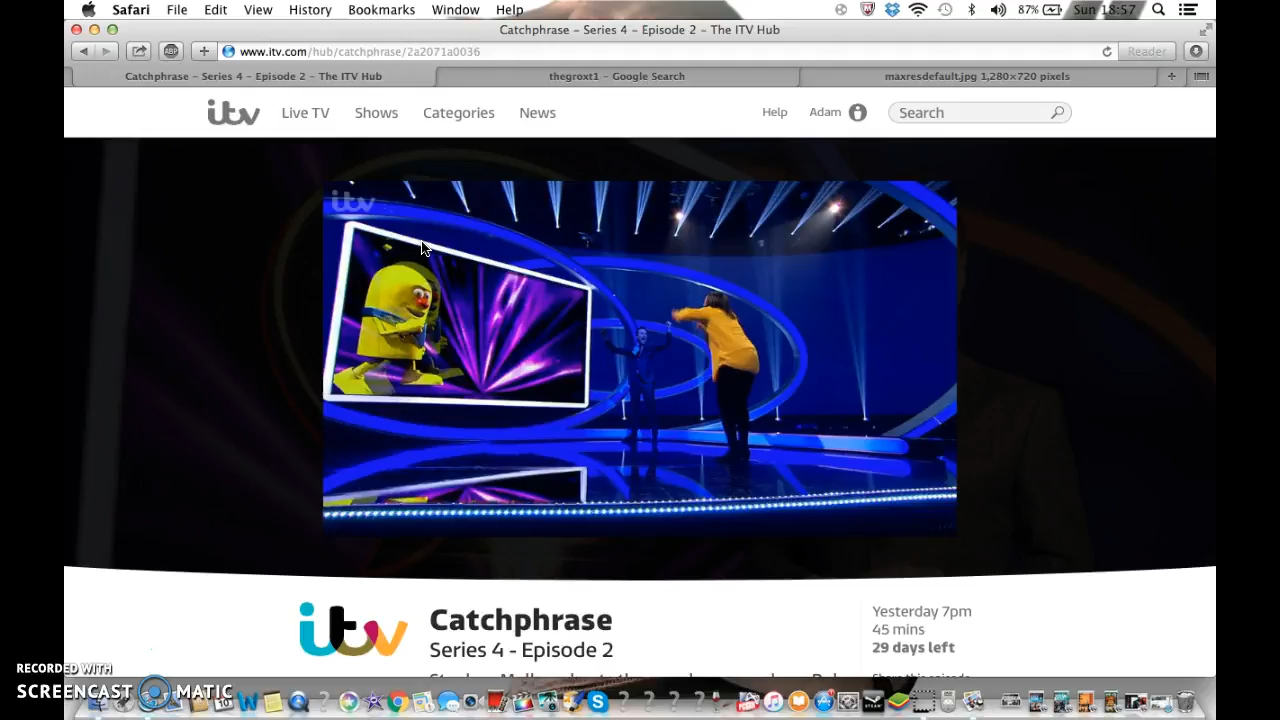 Safari File Edit View History Bookmarks Window Help 87% Sun 18:57
Catchphrase – Series 4 – Episode 2 – The ITV Hub
ABP + www.itv.com/hub/catchphrase/2a2071a0036 Reader
Catchphrase – Series 4 – Episode 2 – The ITV Hub thegroxt1 – Google Search maxresdefault.jpg 1,280×720 pixels +
itv Live TV Shows Categories News Help Adam Search
itv
itv Catchphrase
Series 4 - Episode 2
Yesterday 7pm
45 mins
29 days left
RECORDED WITH
SCREENCAST MATIC